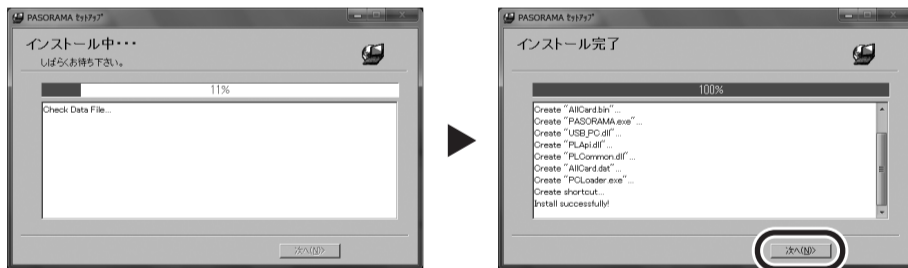 PASORAMA セットアップ
インストール中・・・
しばらくお待ち下さい。
11%
Check Data File...
次へ(N)>
PASORAMA セットアップ
インストール完了
100%
Create "AllCard.bin"...
Create "PASORAMA.exe"...
Create "USB_PC.dll"...
Create "PLApi.dll"...
Create "PLCommon.dll"...
Create "AllCard.dat"...
Create "PCLoader.exe"...
Create shortcut...
Install successfully!
次へ(N)>